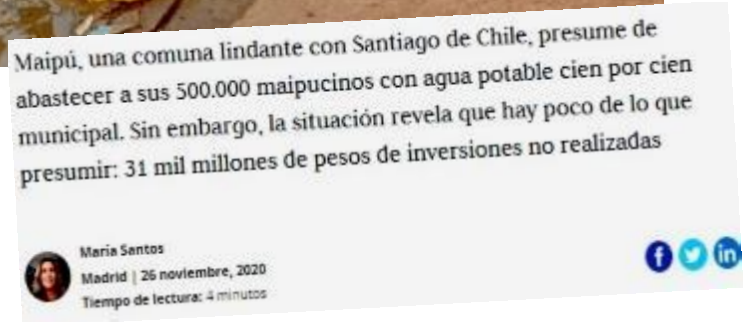 Maipú, una comuna lindante con Santiago de Chile, presume de
abastecer a sus 500.000 maipucinos con agua potable cien por cien
municipal. Sin embargo, la situación revela que hay poco de lo que
presumir: 31 mil millones de pesos de inversiones no realizadas
María Santos
Madrid | 26 noviembre, 2020
Tiempo de lectura: 4 minutos